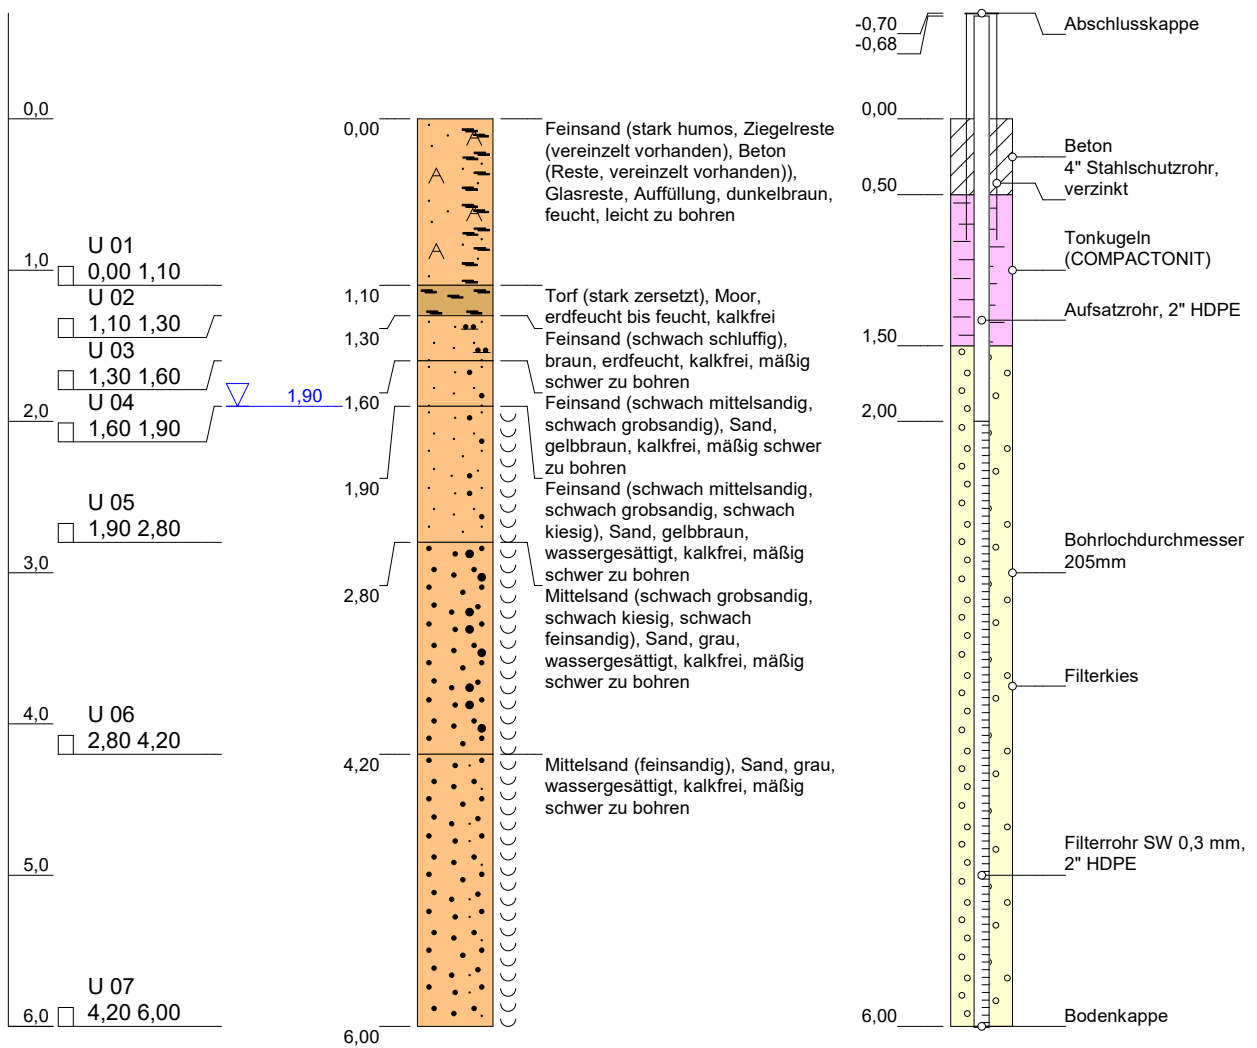 0,0
1,0
2,0
3,0
4,0
5,0
6,0
U 01
0,00 1,10
U 02
1,10 1,30
U 03
1,30 1,60
U 04
1,60 1,90
U 05
1,90 2,80
U 06
2,80 4,20
U 07
4,20 6,00
1,90
0,00
1,10
1,30
1,60
1,90
2,80
4,20
6,00
Feinsand (stark humos, Ziegelreste
(vereinzelt vorhanden), Beton
(Reste, vereinzelt vorhanden)),
Glasreste, Auffüllung, dunkelbraun,
feucht, leicht zu bohren
Torf (stark zersetzt), Moor,
erdfeucht bis feucht, kalkfrei
Feinsand (schwach schluffig),
braun, erdfeucht, kalkfrei, mäßig
schwer zu bohren
Feinsand (schwach mittelsandig,
schwach grobsandig), Sand,
gelbbraun, kalkfrei, mäßig schwer
zu bohren
Feinsand (schwach mittelsandig,
schwach grobsandig, schwach
kiesig), Sand, gelbbraun,
wassergesättigt, kalkfrei, mäßig
schwer zu bohren
Mittelsand (schwach grobsandig,
schwach kiesig, schwach
feinsandig), Sand, grau,
wassergesättigt, kalkfrei, mäßig
schwer zu bohren
Mittelsand (feinsandig), Sand, grau,
wassergesättigt, kalkfrei, mäßig
schwer zu bohren
-0,70
-0,68
0,00
0,50
1,50
2,00
6,00
Abschlusskappe
Beton
4" Stahlschutzrohr,
verzinkt
Tonkugeln
(COMPACTONIT)
Aufsatzrohr, 2" HDPE
Bohrlochdurchmesser
205mm
Filterkies
Filterrohr SW 0,3 mm,
2" HDPE
Bodenkappe